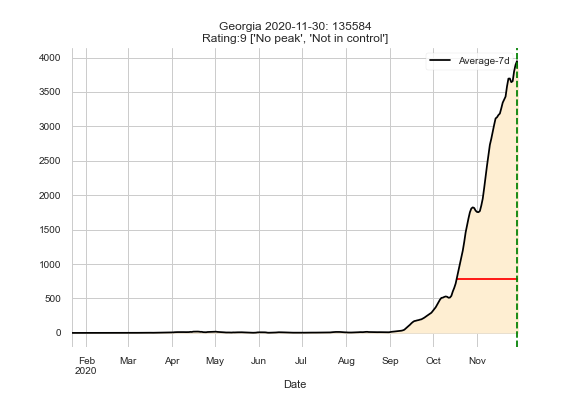 Georgia 2020-11-30: 135584
Rating:9 ['No peak', 'Not in control']
Average-7d
4000
3500
3000
2500
2000
1500
1000
500
0
Feb Mar Apr May Jun Jul Aug Sep Oct Nov
2020
Date